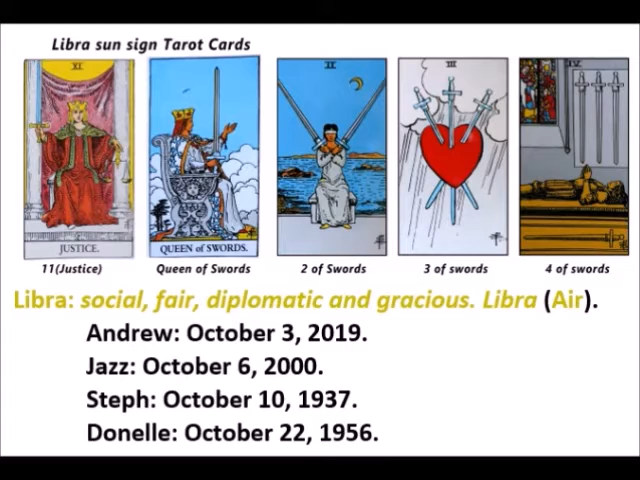 Libra sun sign Tarot Cards
XI
II
III
IV
JUSTICE.
QUEEN of SWORDS.
11(Justice)
Queen of Swords
2 of Swords
3 of swords
4 of swords
Libra: social, fair, diplomatic and gracious. Libra (Air).
Andrew: October 3, 2019.
Jazz: October 6, 2000.
Steph: October 10, 1937.
Donelle: October 22, 1956.